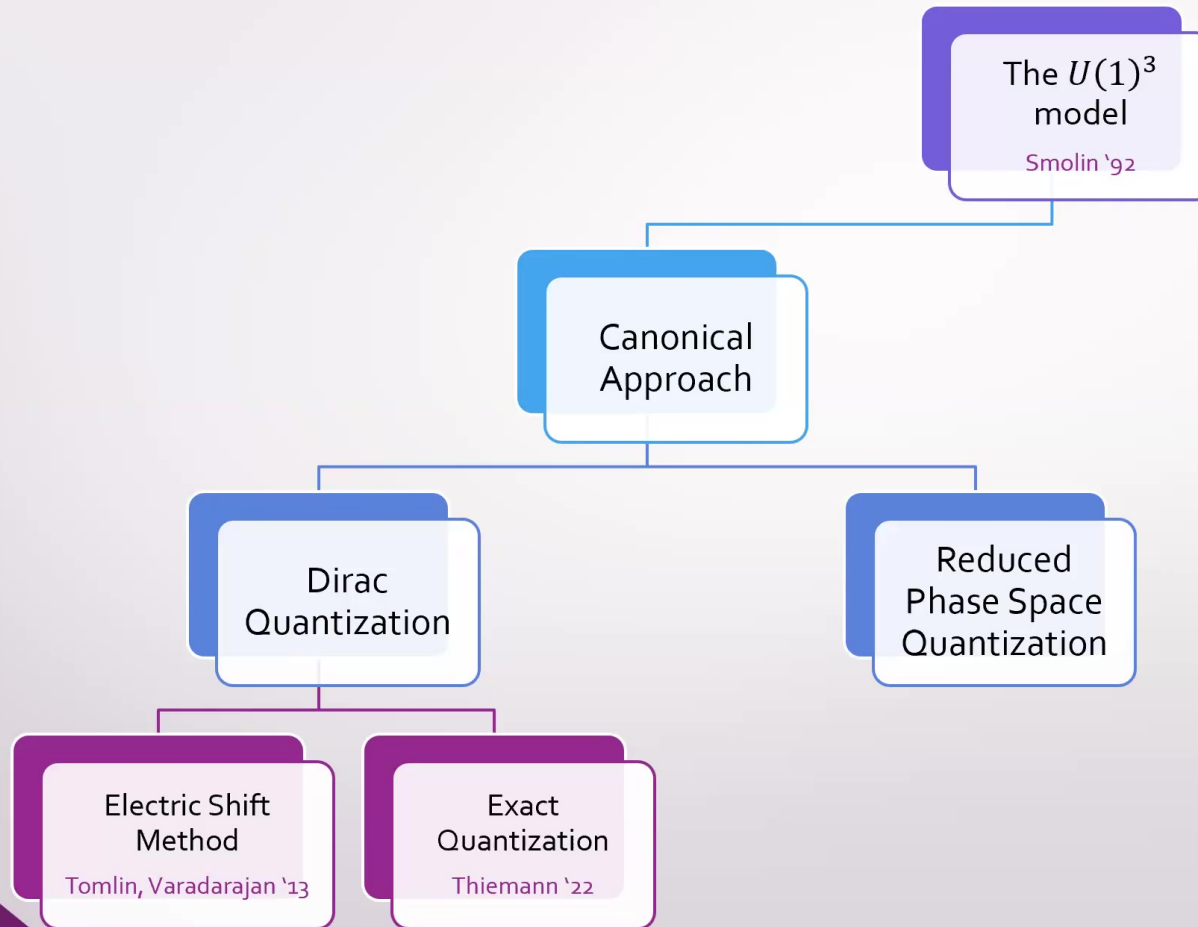 The U(1)³
model
Smolin ‘92
Canonical
Approach
Dirac
Quantization
Reduced
Phase Space
Quantization
Electric Shift
Method
Tomlin, Varadarajan ‘13
Exact
Quantization
Thiemann ‘22